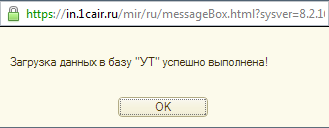 https://in.1cair.ru/mir/ru/messageBox.html?sysver=8.2.1
Загрузка данных в базу "УТ" успешно выполнена!
OK